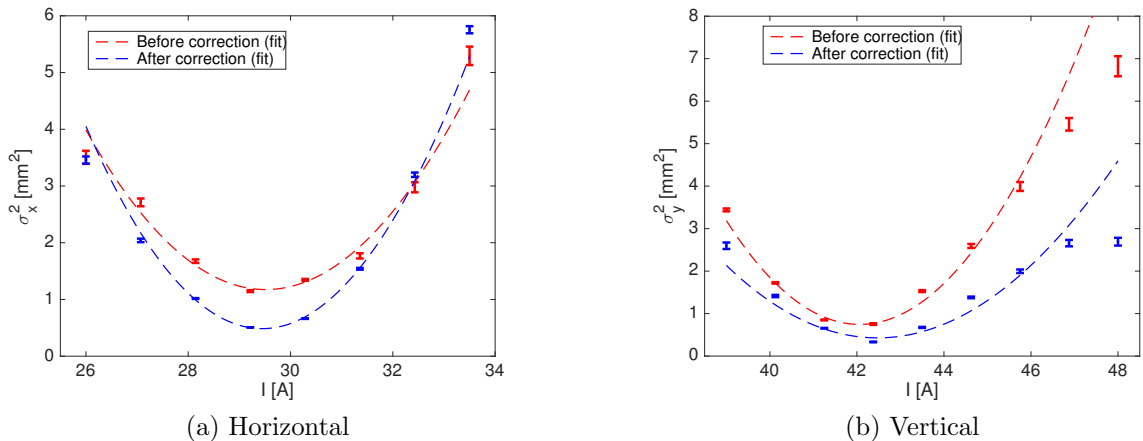 6
5
4
3
2
1
0
σx² [mm²]
Before correction (fit)
After correction (fit)
26 28 30 32 34
I [A]
(a) Horizontal
8
7
6
5
4
3
2
1
0
σy² [mm²]
Before correction (fit)
After correction (fit)
40 42 44 46 48
I [A]
(b) Vertical